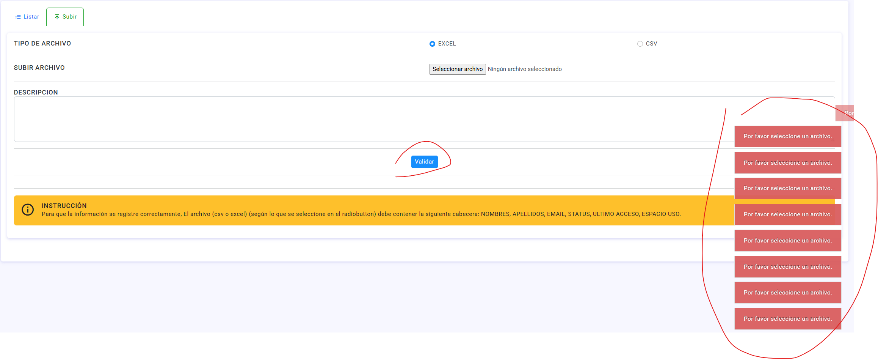 Listar
Subir
TIPO DE ARCHIVO
EXCEL
CSV
SUBIR ARCHIVO
Seleccionar archivo
Ningún archivo seleccionado
DESCRIPCION
Validar
INSTRUCCIÓN
Para que la información se registre correctamente. El archivo (csv o excel) (según lo que se seleccione en el radiobutton) debe contener la siguiente cabecera: NOMBRES, APELLIDOS, EMAIL, STATUS, ULTIMO ACCESO, ESPACIO USO.
Por favor seleccione un archivo.
Por favor seleccione un archivo.
Por favor seleccione un archivo.
Por favor seleccione un archivo.
Por favor seleccione un archivo.
Por favor seleccione un archivo.
Por favor seleccione un archivo.
Por favor seleccione un archivo.